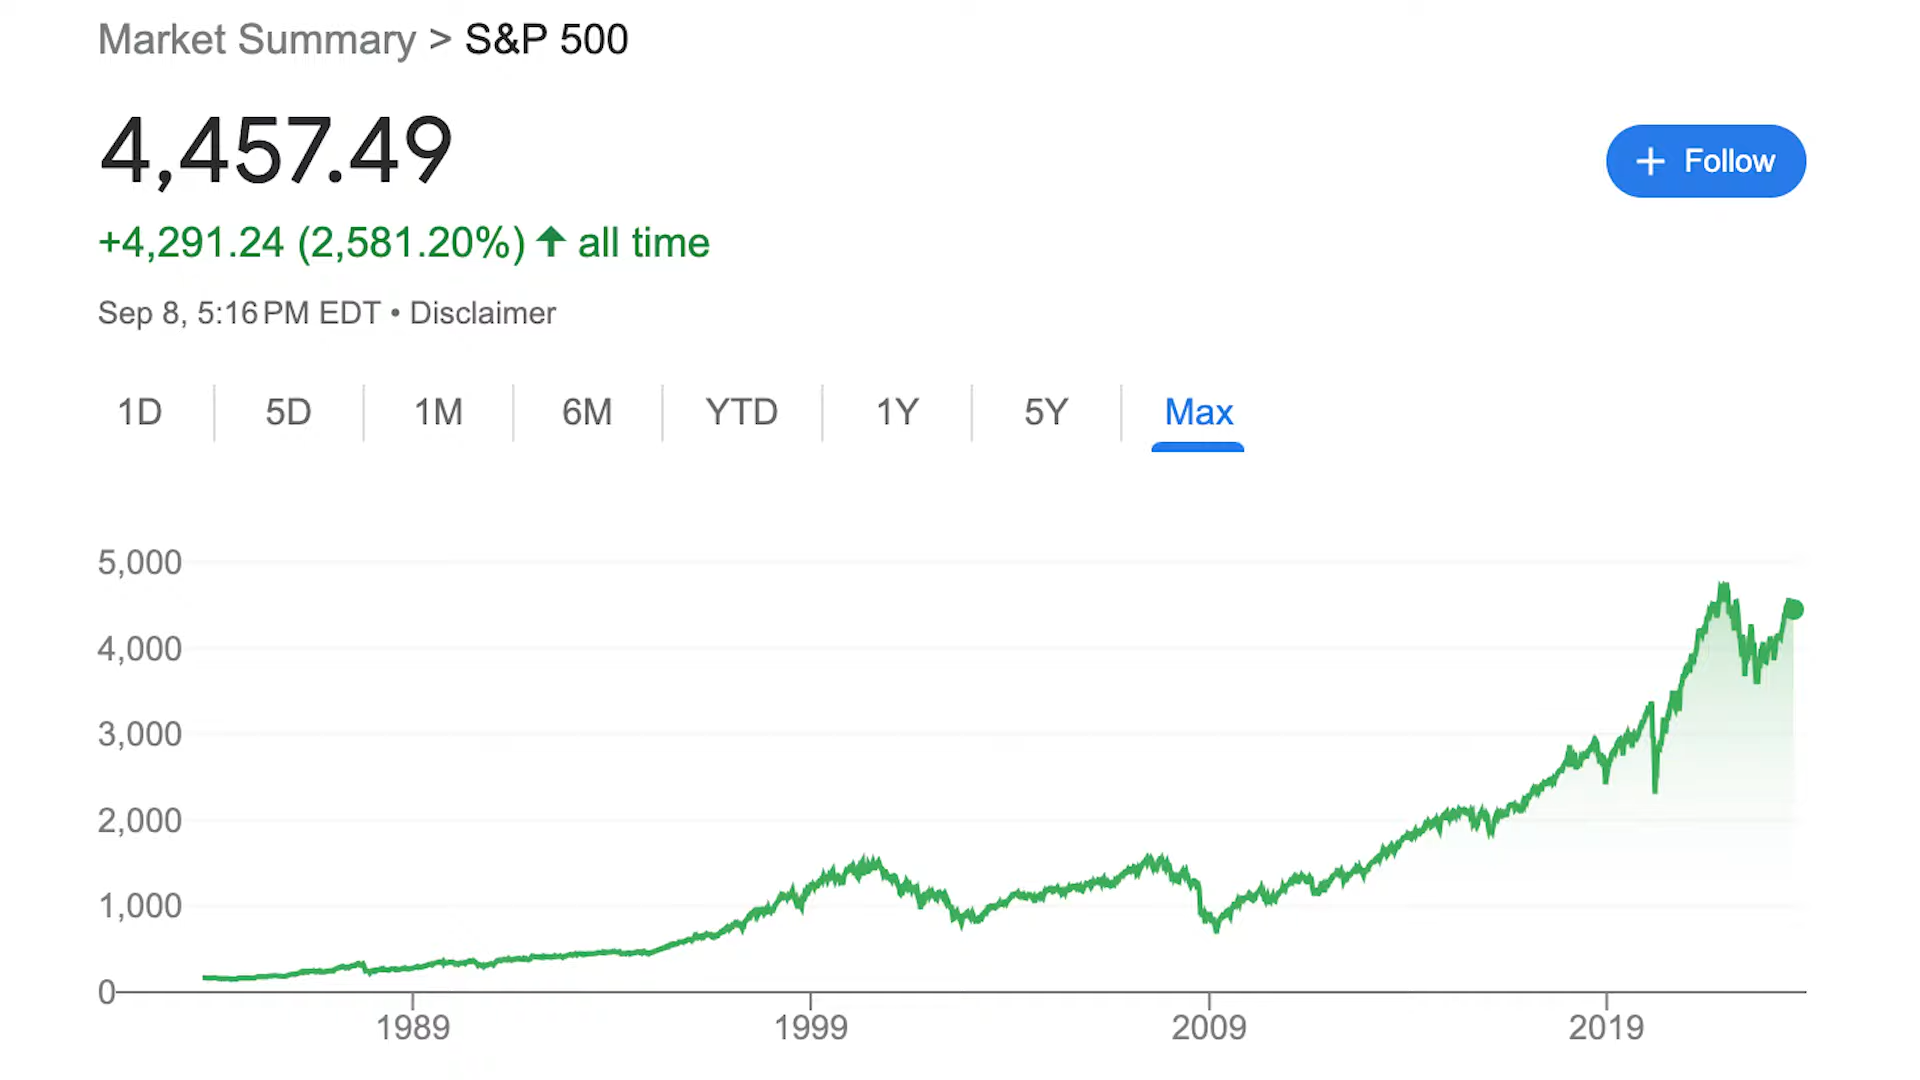 Market Summary > S&P 500
4,457.49
+ Follow
+4,291.24 (2,581.20%) ↑ all time
Sep 8, 5:16 PM EDT • Disclaimer
1D 5D 1M 6M YTD 1Y 5Y Max
5,000
4,000
3,000
2,000
1,000
0
1989 1999 2009 2019